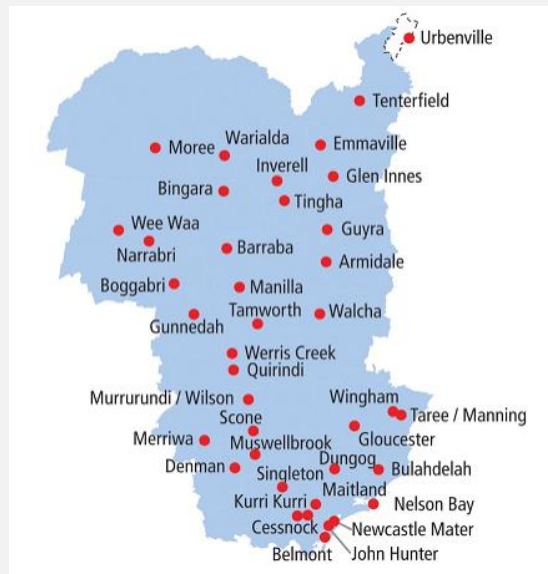 Urbenville
Tenterfield
Warialda
Moree
Emmaville
Inverell
Glen Innes
Bingara
Tingha
Wee Waa
Guyra
Narrabri
Barraba
Armidale
Boggabri
Manilla
Tamworth
Walcha
Gunnedah
Werris Creek
Quirindi
Murrurundi / Wilson
Wingham
Scone
Taree / Manning
Merriwa
Muswellbrook
Gloucester
Dungog
Denman
Singleton
Bulahdelah
Maitland
Kurri Kurri
Nelson Bay
Cessnock
Newcastle Mater
Belmont
John Hunter